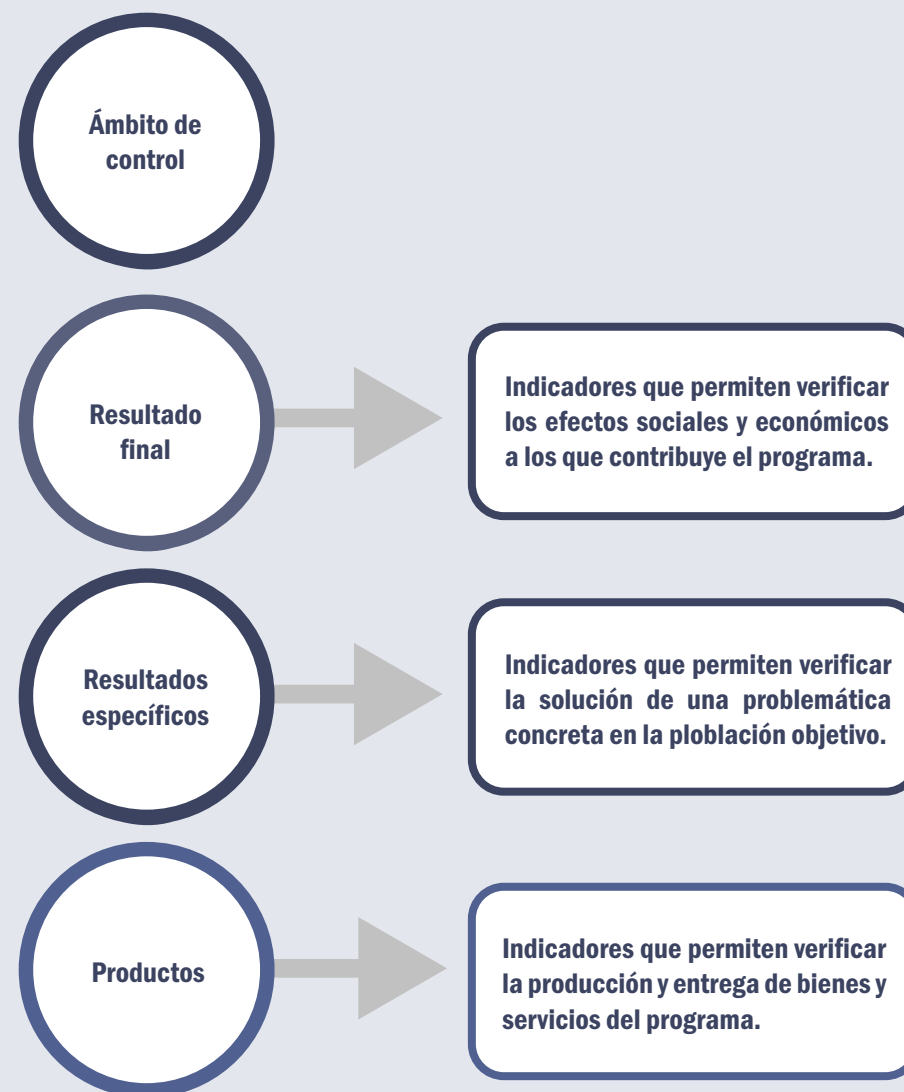 Ámbito de
control
Resultado
final
Indicadores que permiten verificar
los efectos sociales y económicos
a los que contribuye el programa.
Resultados
específicos
Indicadores que permiten verificar
la solución de una problemática
concreta en la ploblación objetivo.
Productos
Indicadores que permiten verificar
la producción y entrega de bienes y
servicios del programa.